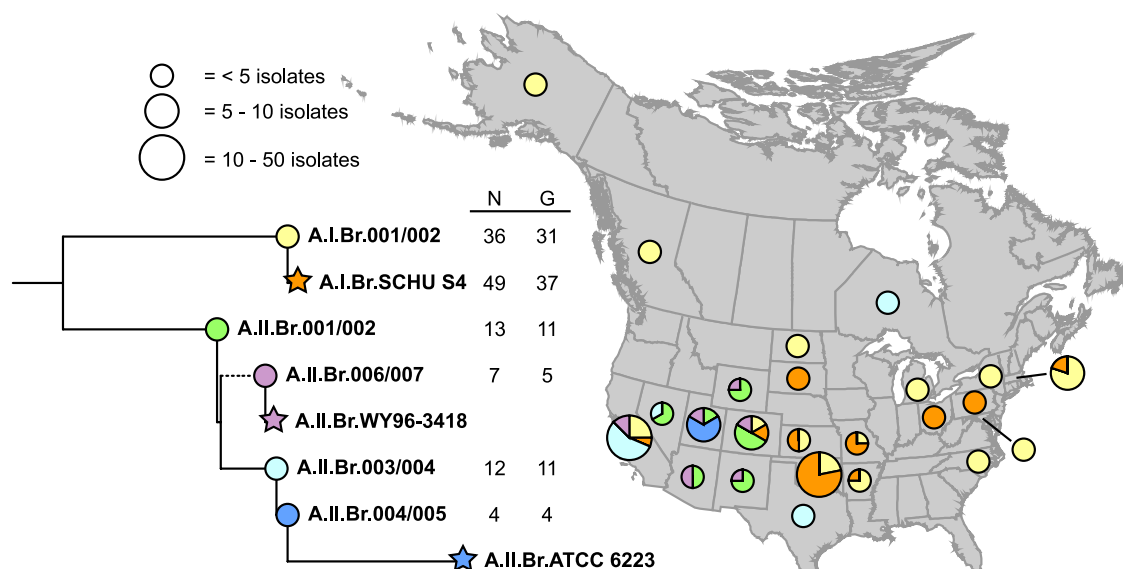 = < 5 isolates
= 5 - 10 isolates
= 10 - 50 isolates
N G
A.I.Br.001/002 36 31
A.I.Br.SCHU S4 49 37
A.II.Br.001/002 13 11
A.II.Br.006/007 7 5
A.II.Br.WY96-3418
A.II.Br.003/004 12 11
A.II.Br.004/005 4 4
A.II.Br.ATCC 6223